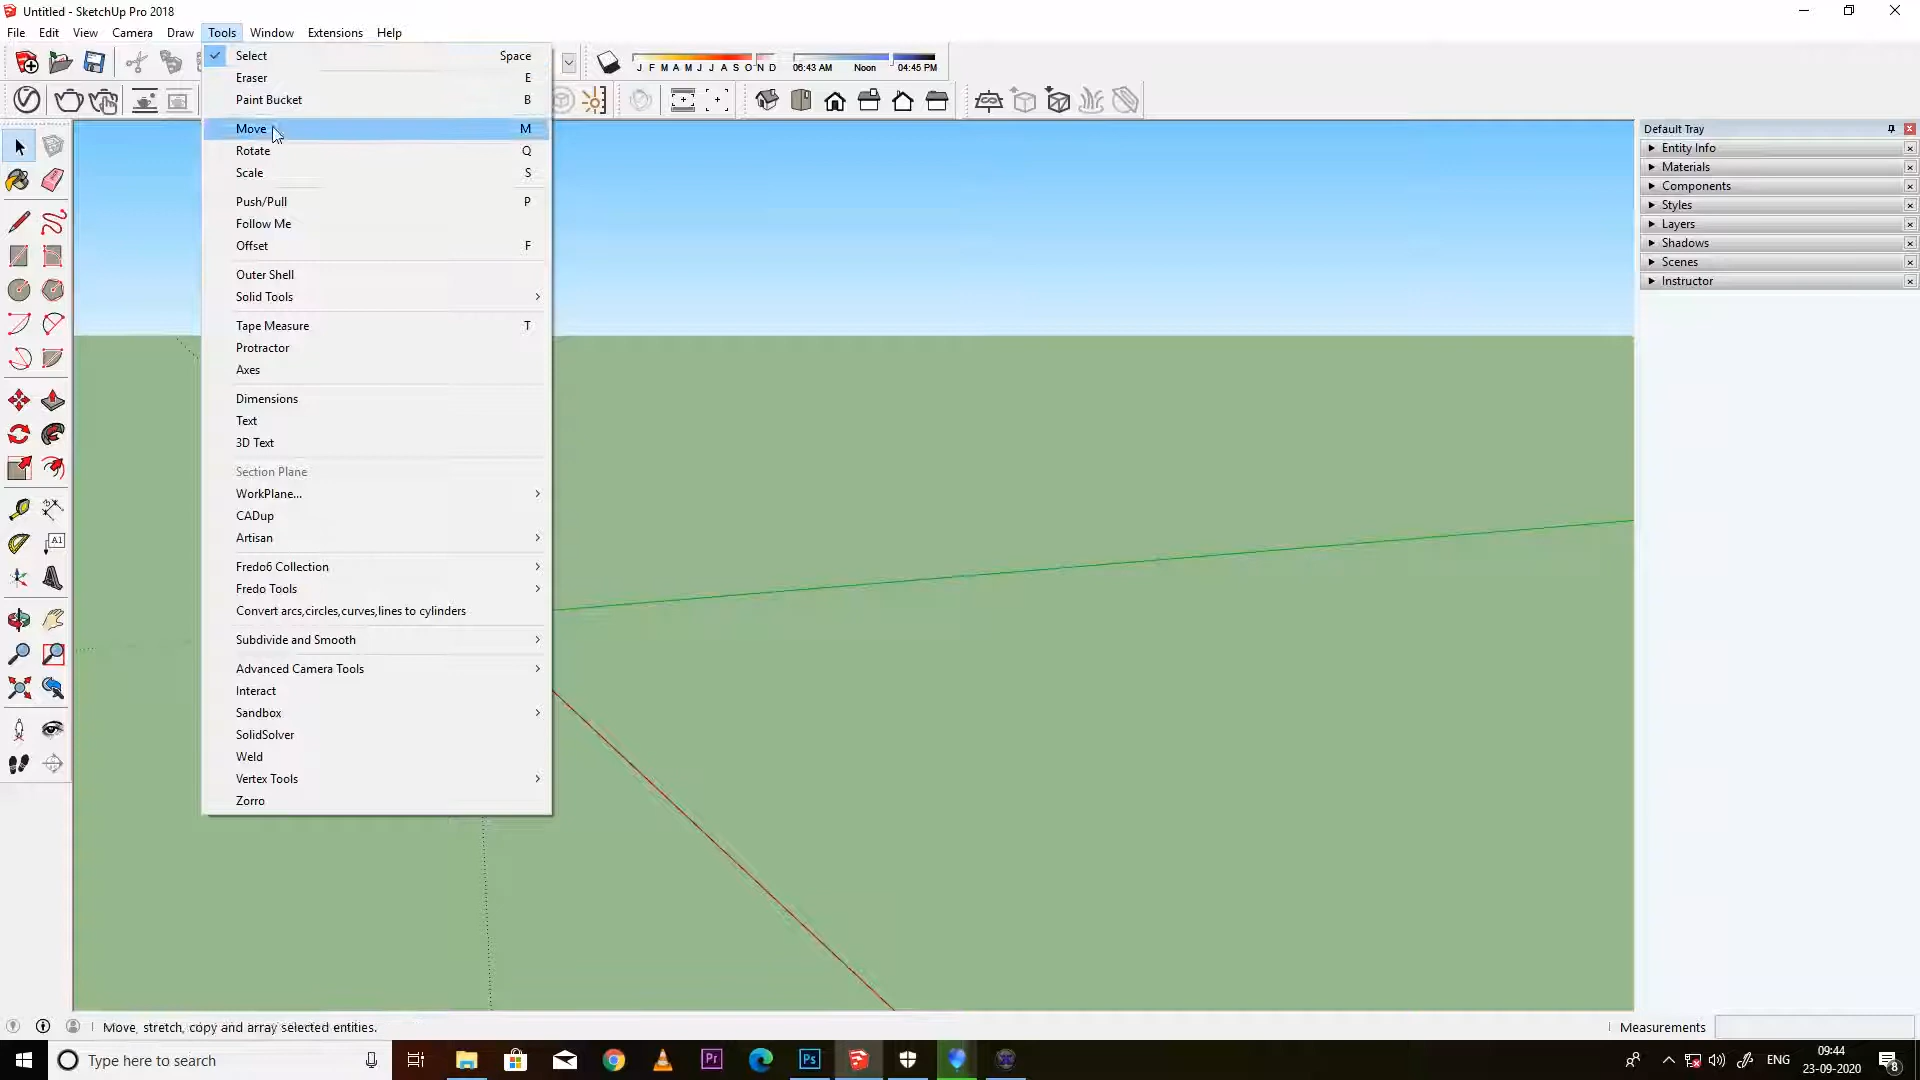 Untitled - SketchUp Pro 2018
File Edit View Camera Draw Tools Window Extensions Help
Select Space
Eraser E
Paint Bucket B
Move M
Rotate Q
Scale S
Push/Pull P
Follow Me
Offset F
Outer Shell
Solid Tools
Tape Measure T
Protractor
Axes
Dimensions
Text
3D Text
Section Plane
WorkPlane...
CADup
Artisan
Fredo6 Collection
Fredo Tools
Convert arcs,circles,curves,lines to cylinders
Subdivide and Smooth
Advanced Camera Tools
Interact
Sandbox
SolidSolver
Weld
Vertex Tools
Zorro
J F M A M J J A S O N D
06:43 AM Noon 04:45 PM
A1
Default Tray
Entity Info
Materials
Components
Styles
Layers
Shadows
Scenes
Instructor
Move, stretch, copy and array selected entities.
Measurements
Type here to search
Pr
Ps
ENG
09:44
23-09-2020
8